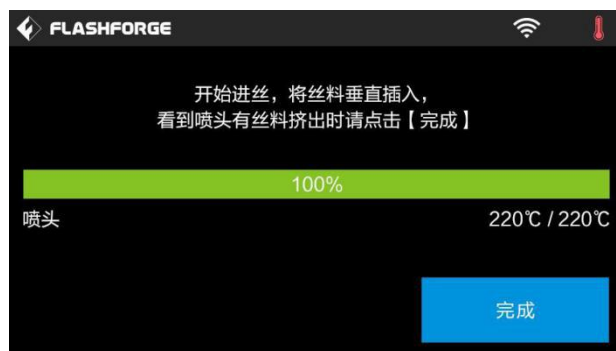 FLASHFORGE
开始进丝，将丝料垂直插入，
看到喷头有丝料挤出时请点击【完成】
100%
喷头 220℃ / 220℃
完成